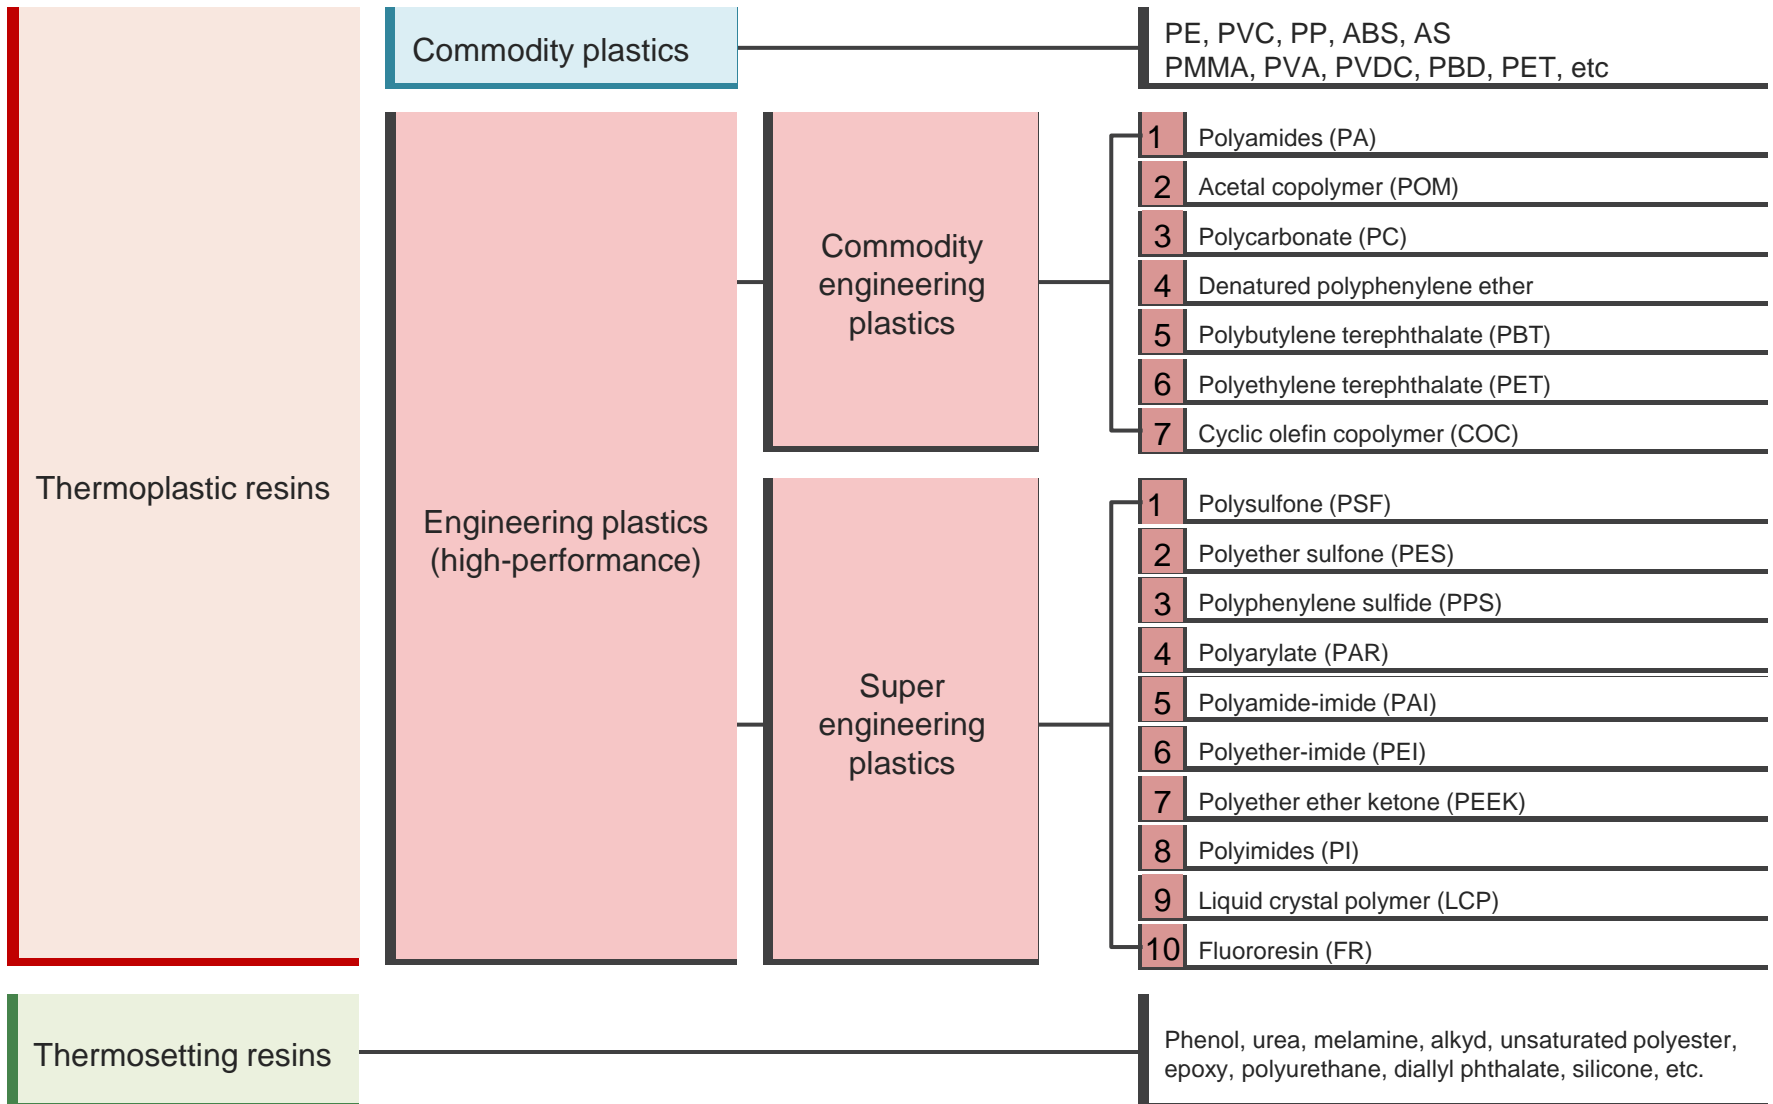 Thermoplastic resins
Commodity plastics
PE, PVC, PP, ABS, AS
PMMA, PVA, PVDC, PBD, PET, etc
Engineering plastics
(high-performance)
Commodity
engineering
plastics
1 Polyamides (PA)
2 Acetal copolymer (POM)
3 Polycarbonate (PC)
4 Denatured polyphenylene ether
5 Polybutylene terephthalate (PBT)
6 Polyethylene terephthalate (PET)
7 Cyclic olefin copolymer (COC)
Super
engineering
plastics
1 Polysulfone (PSF)
2 Polyether sulfone (PES)
3 Polyphenylene sulfide (PPS)
4 Polyarylate (PAR)
5 Polyamide-imide (PAI)
6 Polyether-imide (PEI)
7 Polyether ether ketone (PEEK)
8 Polyimides (PI)
9 Liquid crystal polymer (LCP)
10 Fluororesin (FR)
Thermosetting resins
Phenol, urea, melamine, alkyd, unsaturated polyester,
epoxy, polyurethane, diallyl phthalate, silicone, etc.